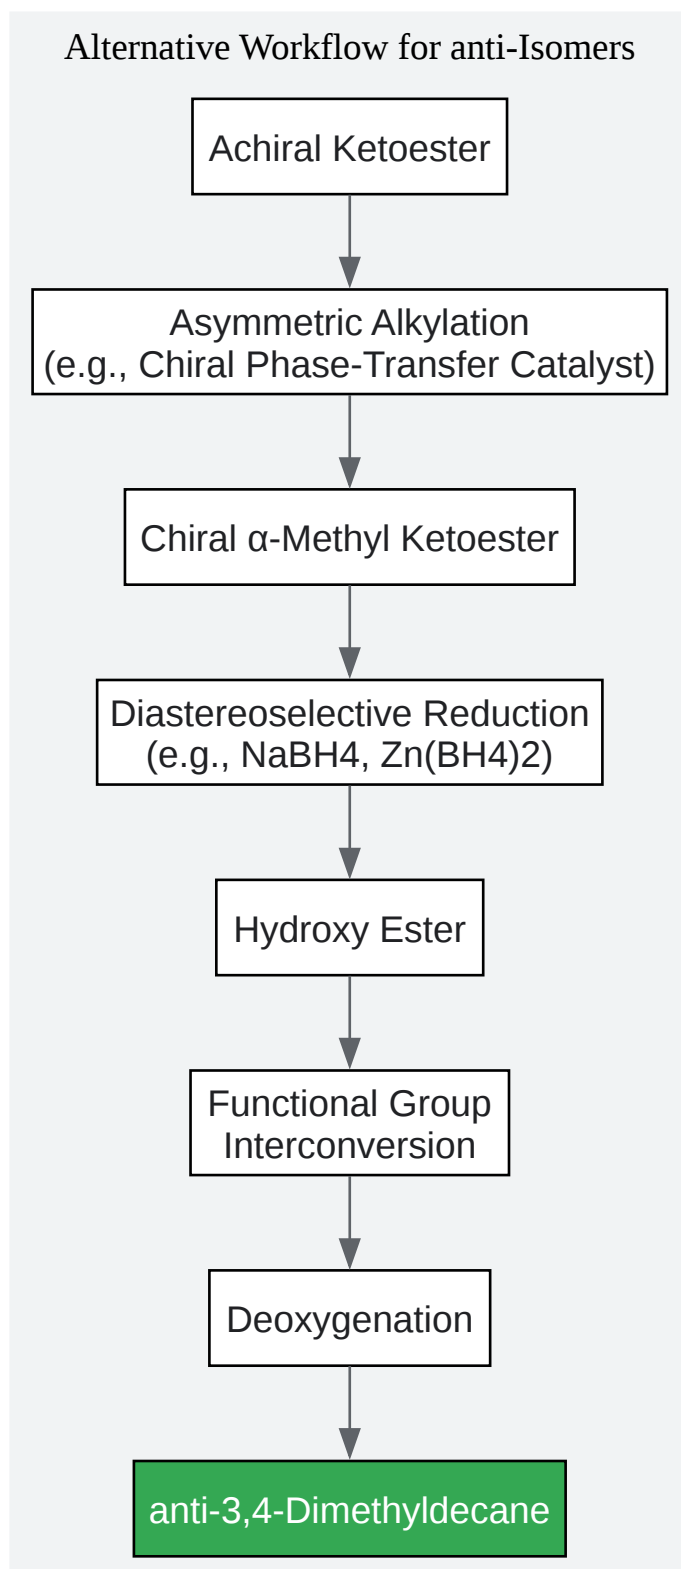 Alternative Workflow for anti-Isomers
Achiral Ketoester
Asymmetric Alkylation
(e.g., Chiral Phase-Transfer Catalyst)
Chiral α-Methyl Ketoester
Diastereoselective Reduction
(e.g., NaBH4, Zn(BH4)2)
Hydroxy Ester
Functional Group
Interconversion
Deoxygenation
anti-3,4-Dimethyldecane